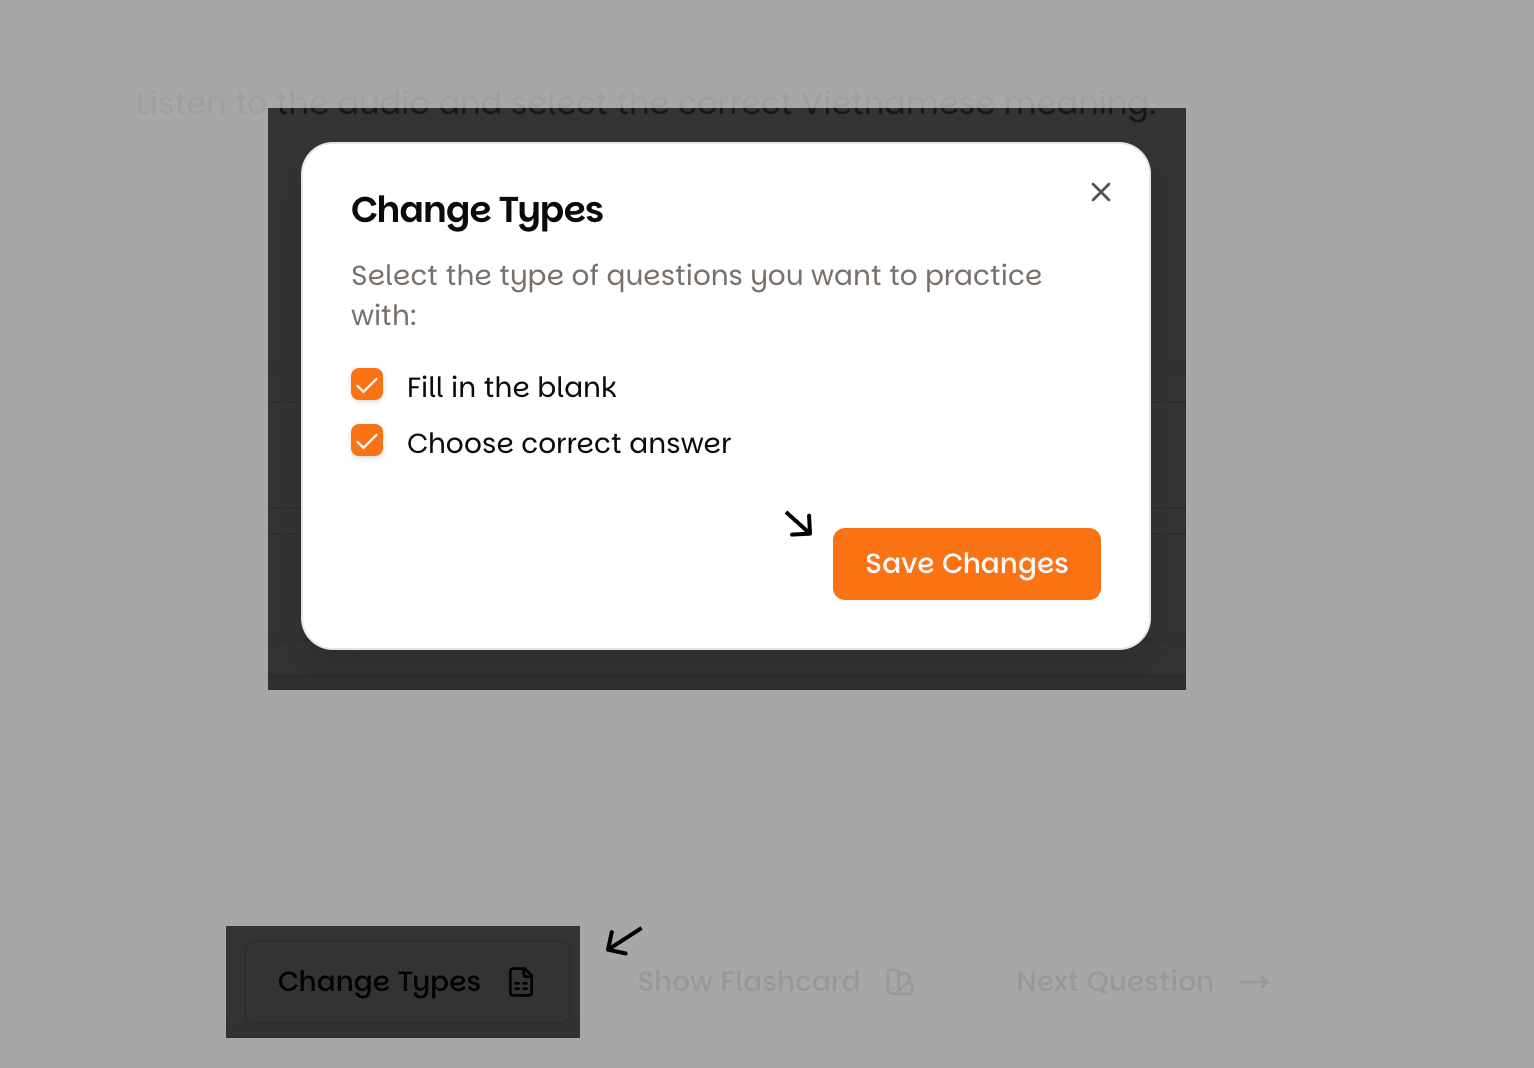 Listen to the audio and select the correct Vietnamese meaning.
Change Types
Select the type of questions you want to practice
with:
Fill in the blank
Choose correct answer
Save Changes
Change Types
Show Flashcard
Next Question